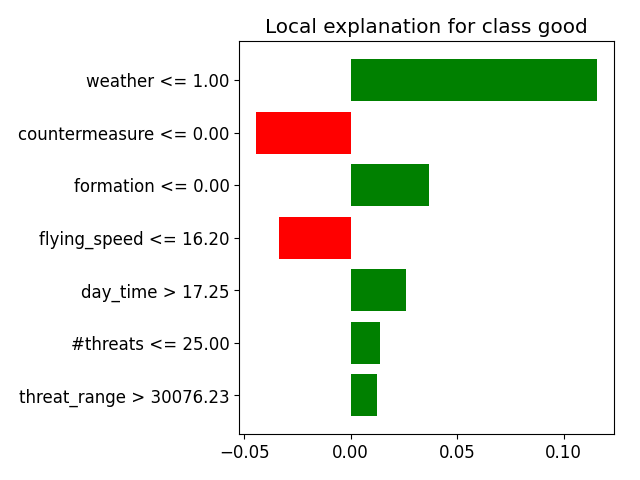 Local explanation for class good
weather <= 1.00
countermeasure <= 0.00
formation <= 0.00
flying_speed <= 16.20
day_time > 17.25
#threats <= 25.00
threat_range > 30076.23
−0.05 0.00 0.05 0.10